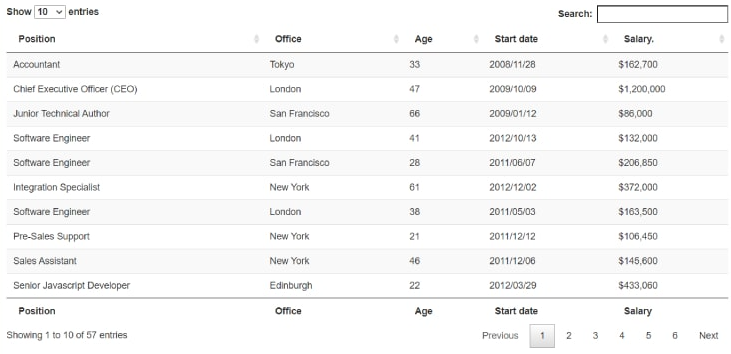 Show 10 entries Search:
Position Office Age Start date Salary.
Accountant Tokyo 33 2008/11/28 $162,700
Chief Executive Officer (CEO) London 47 2009/10/09 $1,200,000
Junior Technical Author San Francisco 66 2009/01/12 $86,000
Software Engineer London 41 2012/10/13 $132,000
Software Engineer San Francisco 28 2011/06/07 $206,850
Integration Specialist New York 61 2012/12/02 $372,000
Software Engineer London 38 2011/05/03 $163,500
Pre-Sales Support New York 21 2011/12/12 $106,450
Sales Assistant New York 46 2011/12/06 $145,600
Senior Javascript Developer Edinburgh 22 2012/03/29 $433,060
Position Office Age Start date Salary
Showing 1 to 10 of 57 entries Previous 1 2 3 4 5 6 Next